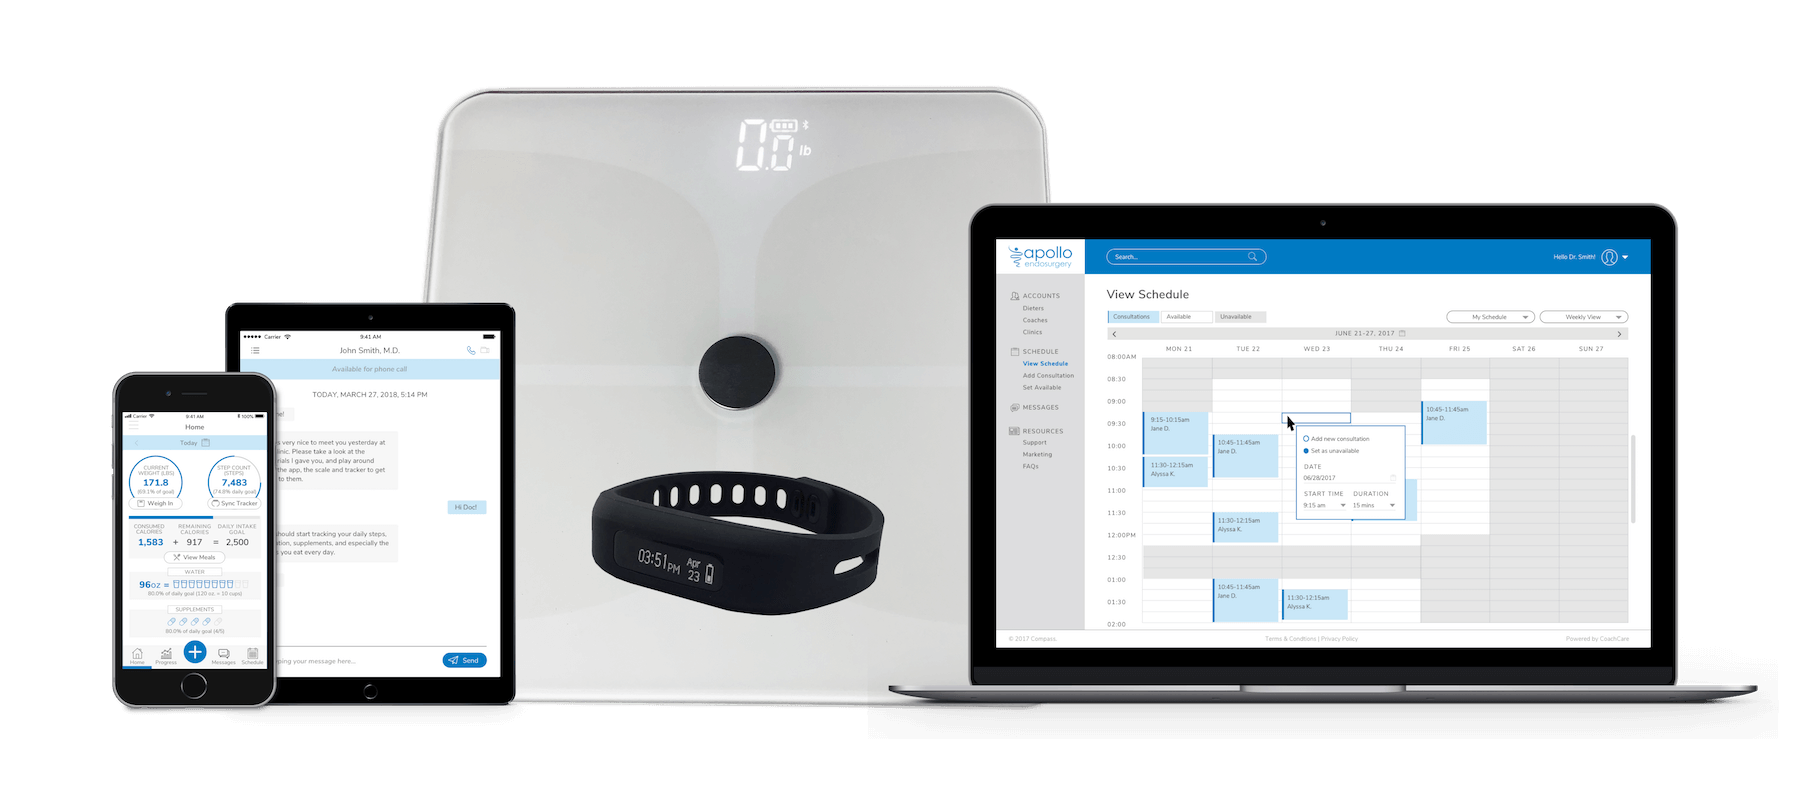 0.0 lb
Carrier
9:41 AM
100%
Home
Today
CURRENT
WEIGHT (LBS)
171.8
(69.1% of goal)
Weigh In
STEP COUNT
(STEPS)
7,483
(74.8% daily goal)
Sync Tracker
CONSUMED
CALORIES
1,583
+
REMAINING
CALORIES
917
=
DAILY INTAKE
GOAL
2,500
View Meals
WATER
96oz =
80.0% of daily goal (120 oz. = 10 cups)
SUPPLEMENTS
80.0% of daily goal (4/5)
Home
Progress
+
Messages
Schedule
Carrier
9:41 AM
John Smith, M.D.
Available for phone call
TODAY, MARCH 27, 2018, 5:14 PM
s very nice to meet you yesterday at
linic. Please take a look at the
rials I gave you, and play around
the app, the scale and tracker to get
to them.
Hi Doc!
hould start tracking your daily steps,
tion, supplements, and especially the
s you eat every day.
ping your message here...
Send
03:51 PM
Apr
23
apollo
endosurgery
Search...
Hello Dr. Smith!
ACCOUNTS
Dieters
Coaches
Clinics
SCHEDULE
View Schedule
Add Consultation
Set Available
MESSAGES
RESOURCES
Support
Marketing
FAQs
View Schedule
Consultations
Available
Unavailable
My Schedule
Weekly View
JUNE 21-27, 2017
MON 21
TUE 22
WED 23
THU 24
FRI 25
SAT 26
SUN 27
08:00AM
08:30
09:00
09:30
10:00
10:30
11:00
11:30
12:00PM
12:30
01:00
01:30
02:00
9:15-10:15am
Jane D.
11:30-12:15am
Alyssa K.
10:45-11:45am
Jane D.
11:30-12:15am
Alyssa K.
10:45-11:45am
Jane D.
11:30-12:15am
Alyssa K.
10:45-11:45am
Jane D.
Add new consultation
Set as unavailable
DATE
06/28/2017
START TIME
9:15 am
DURATION
15 mins
© 2017 Compass.
Terms & Conditions | Privacy Policy
Powered by CoachCare